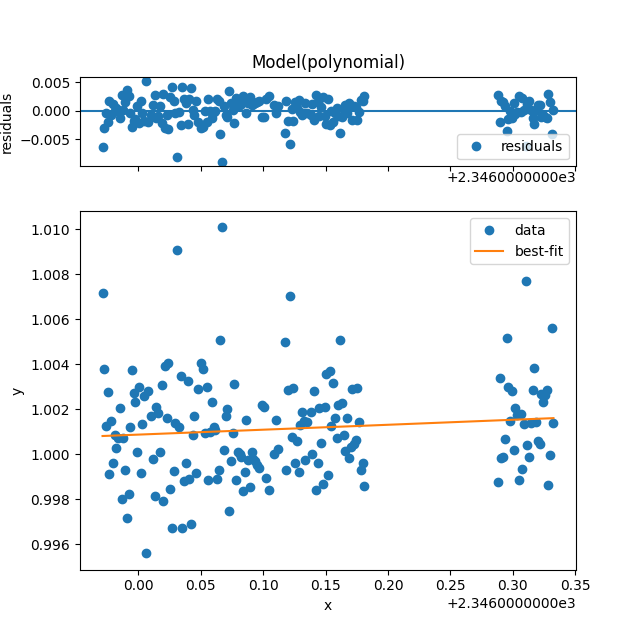 Model(polynomial)
0.005
0.000
−0.005
residuals
residuals
+2.3460000000e3
1.010
1.008
1.006
1.004
1.002
1.000
0.998
0.996
y
data
best-fit
0.00 0.05 0.10 0.15 0.20 0.25 0.30 0.35
x
+2.3460000000e3